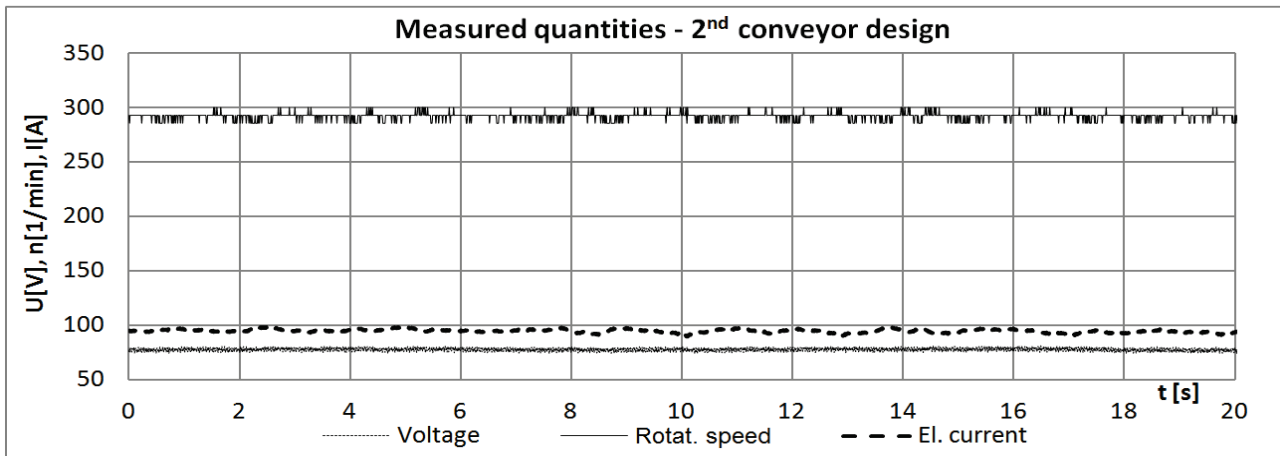 Measured quantities - 2nd conveyor design
U[V], n[1/min], I[A]
350
300
250
200
150
100
50
0 2 4 6 8 10 12 14 16 18 20
t [s]
Voltage Rotat. speed El. current